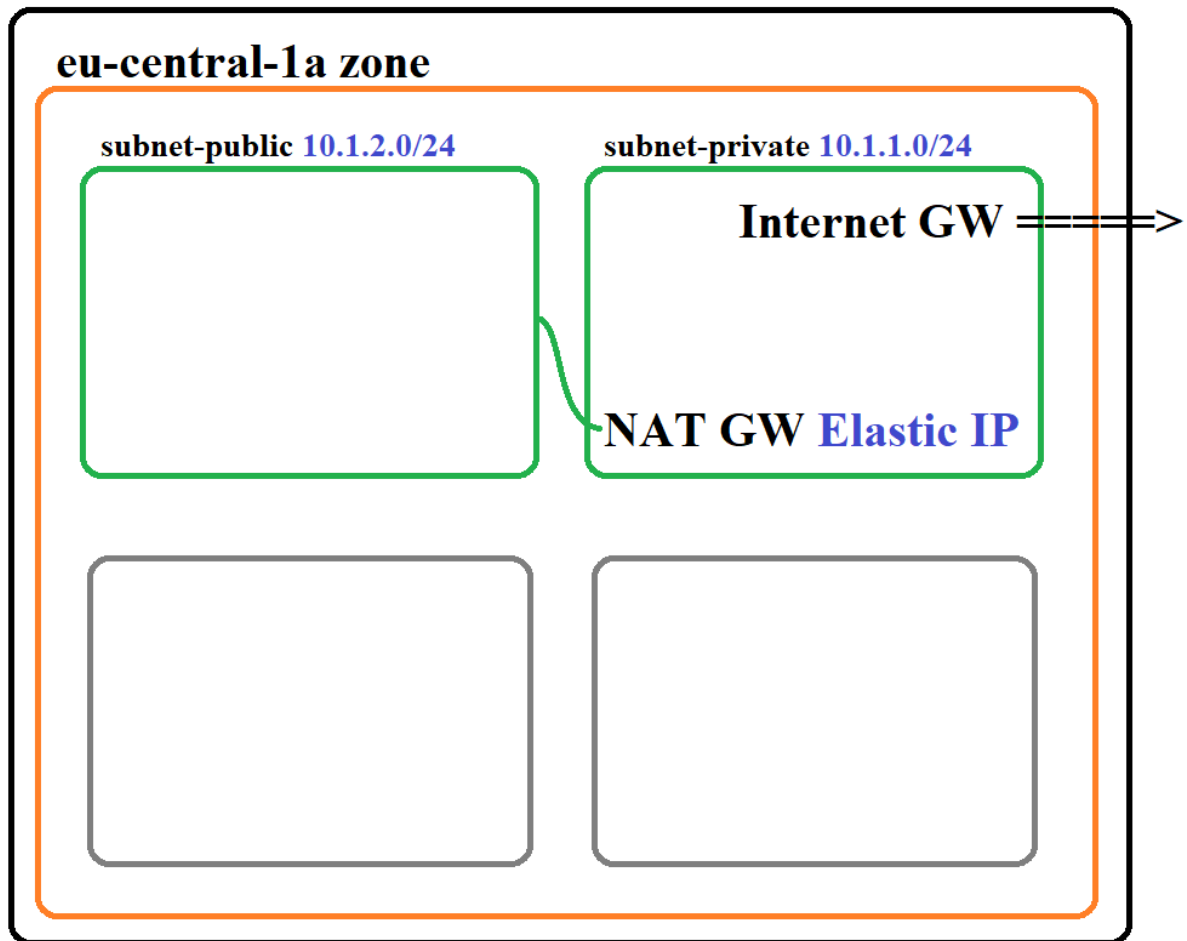 eu-central-1a zone
subnet-public 10.1.2.0/24
subnet-private 10.1.1.0/24
Internet GW =====>
NAT GW Elastic IP